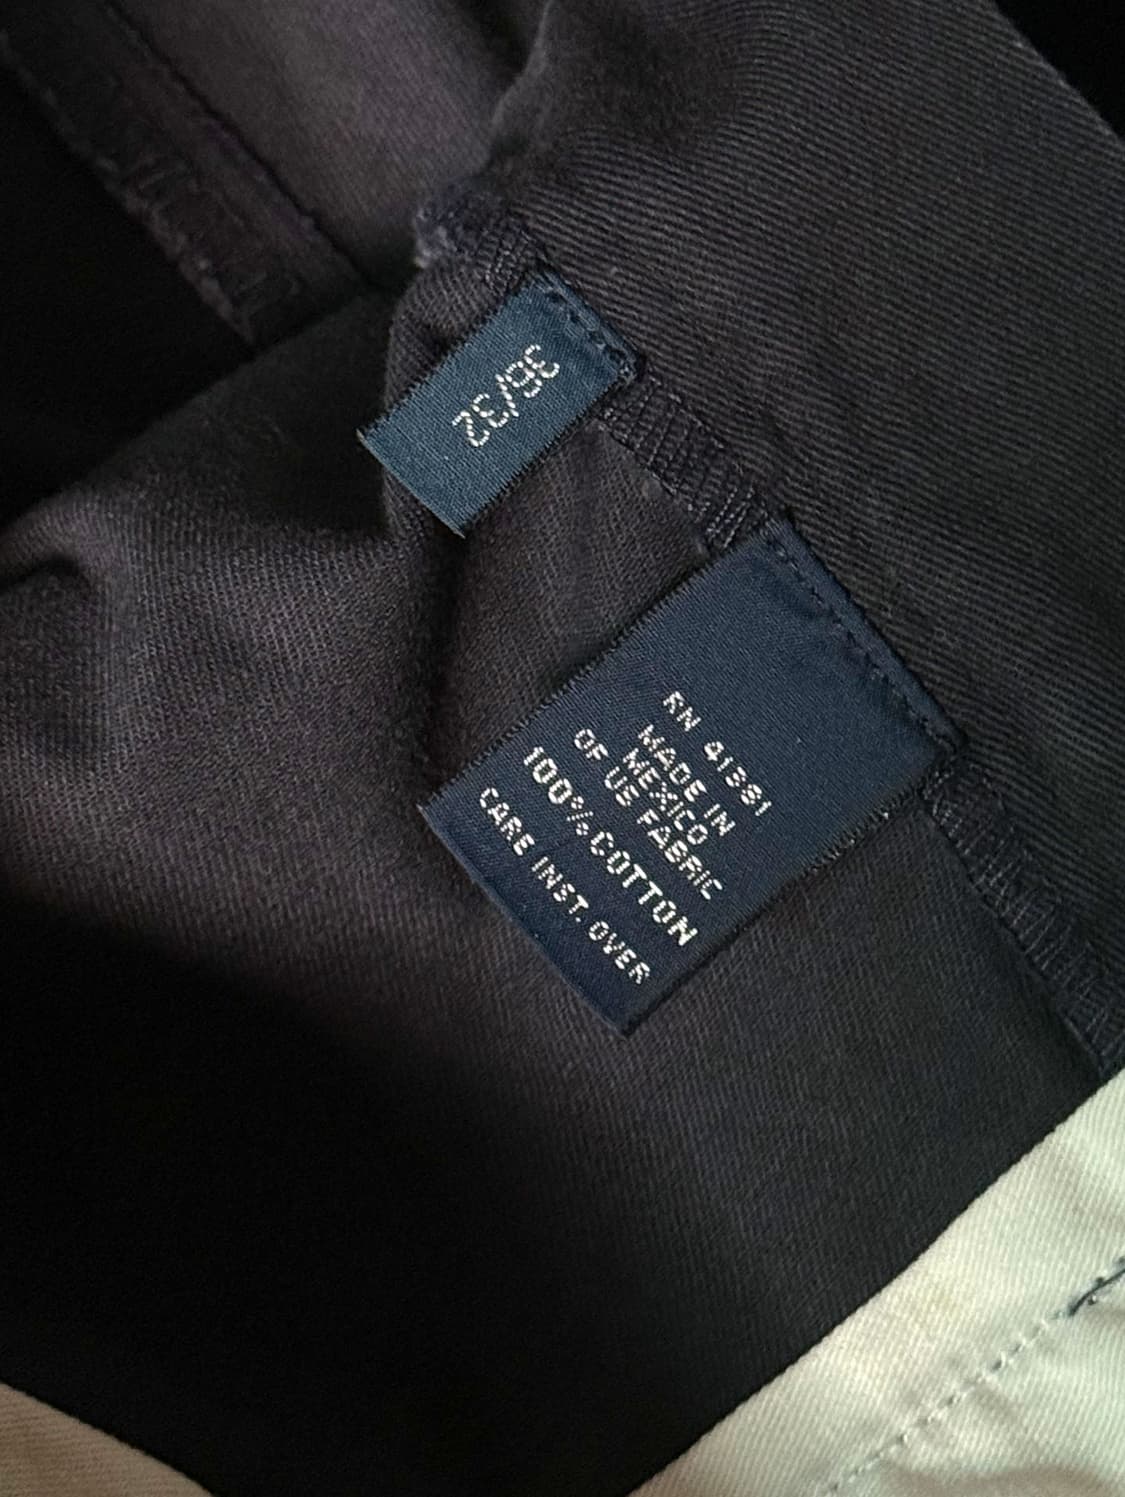 36/32
RN 41381
MADE IN
MEXICO
OF US FABRIC
100% COTTON
CARE INST. OVER